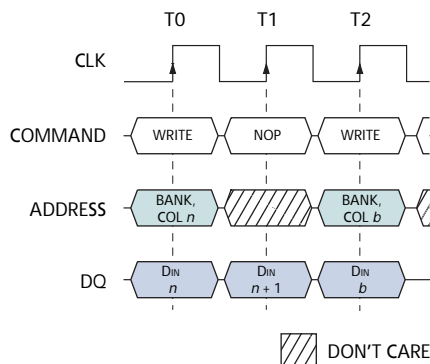 T0 T1 T2
CLK
COMMAND WRITE NOP WRITE
ADDRESS BANK, COL n BANK, COL b
DQ DIN n DIN n + 1 DIN b
DON'T CARE